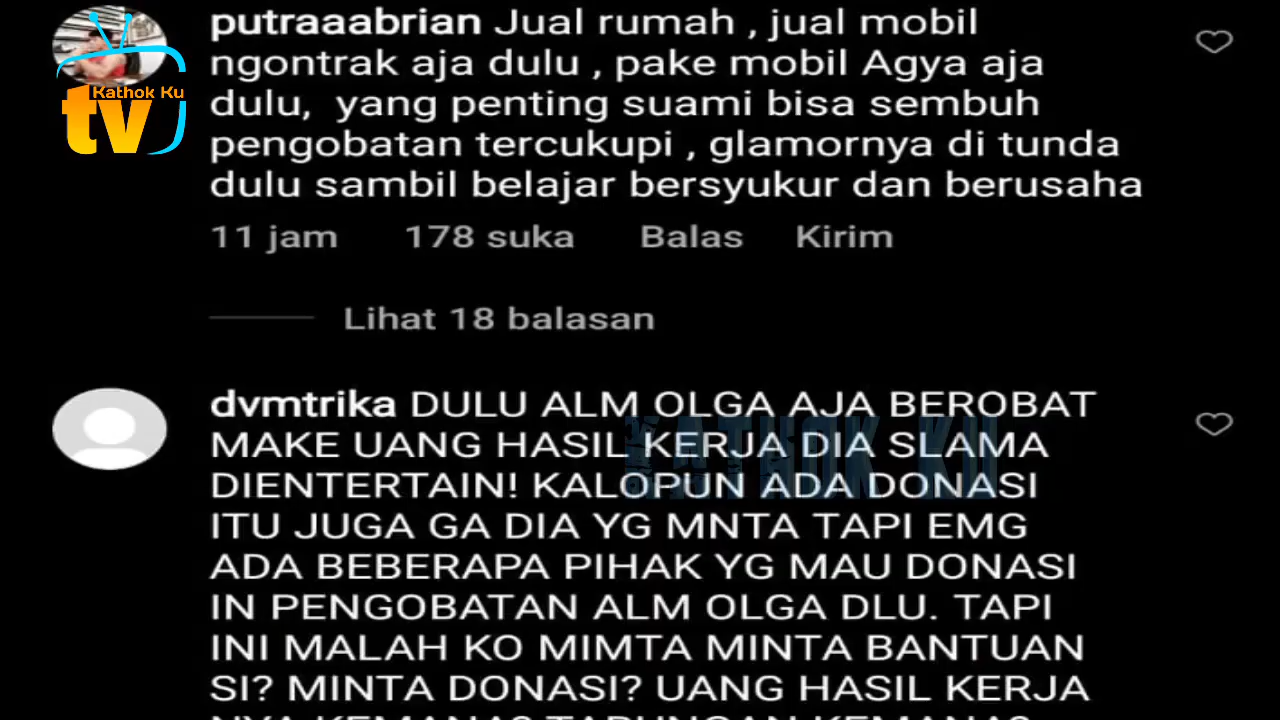 putraaabrian Jual rumah , jual mobil
ngontrak aja dulu , pake mobil Agya aja
dulu, yang penting suami bisa sembuh
pengobatan tercukupi , glamornya di tunda
dulu sambil belajar bersyukur dan berusaha
11 jam 178 suka Balas Kirim
Lihat 18 balasan
Kathok Ku
tv
dvmtrika DULU ALM OLGA AJA BEROBAT
MAKE UANG HASIL KERJA DIA SLAMA
DIENTERTAIN! KALOPUN ADA DONASI
ITU JUGA GA DIA YG MNTA TAPI EMG
ADA BEBERAPA PIHAK YG MAU DONASI
IN PENGOBATAN ALM OLGA DLU. TAPI
INI MALAH KO MIMTA MINTA BANTUAN
SI? MINTA DONASI? UANG HASIL KERJA
KATHOK KU